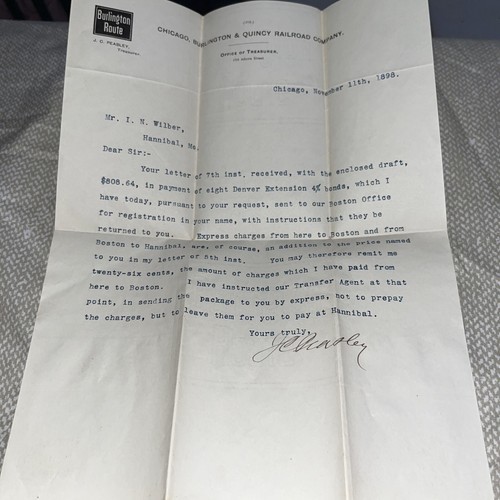 Burlington
Route
J. C. PEASLEY,
Treasurer.
CHICAGO, BURLINGTON & QUINCY RAILROAD COMPANY.
OFFICE OF TREASURER,
Chicago, November 11th, 1898.
Mr. I. N. Wilber,
Hannibal, Mo.
Dear Sir:-
Your letter of 7th inst. received, with the enclosed draft,
$808.64, in payment of eight Denver Extension 4% bonds, which I
have today, pursuant to your request, sent to our Boston Office
for registration in your name, with instructions that they be
returned to you. Express charges from here to Boston and from
Boston to Hannibal, are, of course, an addition to the price named
to you in my letter of 5th inst. You may therefore remit me
twenty-six cents, the amount of charges which I have paid from
here to Boston. I have instructed our Transfer Agent at that
point, in sending the package to you by express, not to prepay
the charges, but to leave them for you to pay at Hannibal.
Yours truly,
J C Peasley